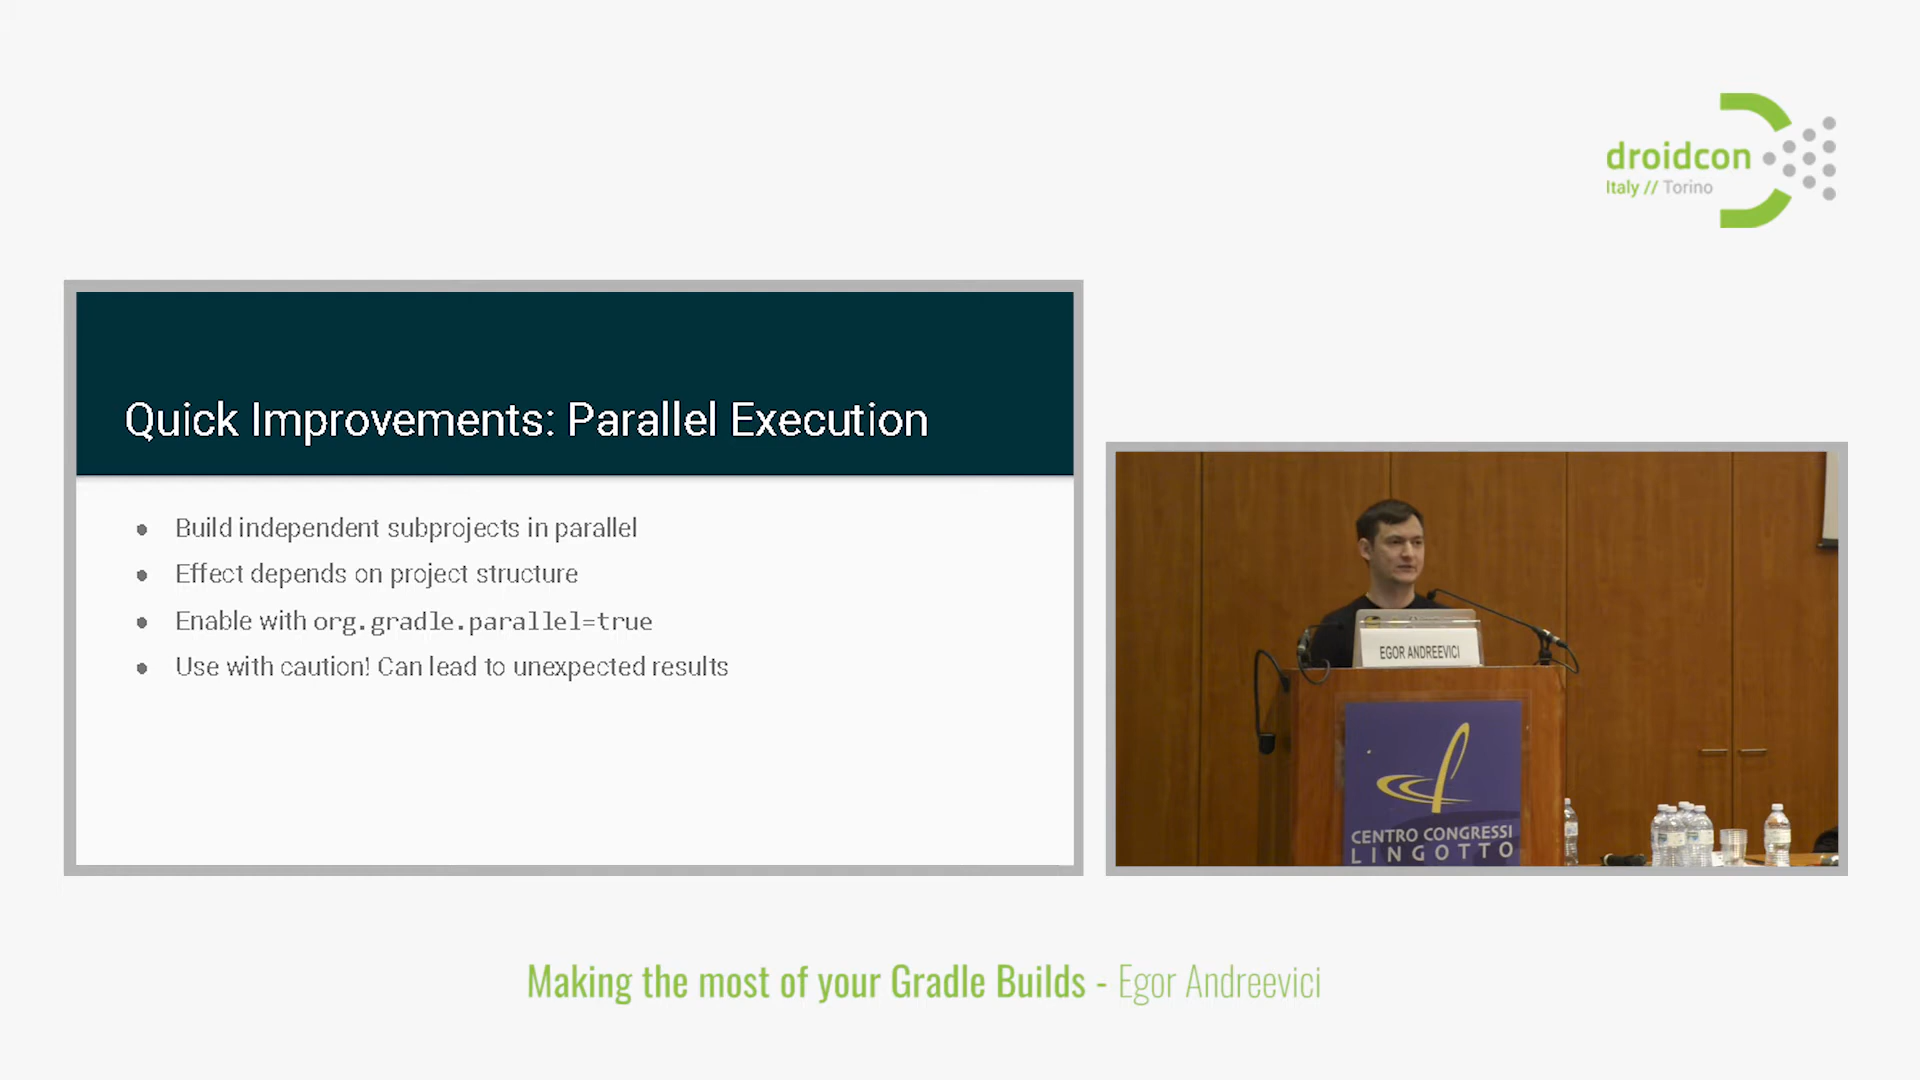 droidcon
Italy // Torino
Quick Improvements: Parallel Execution
● Build independent subprojects in parallel
● Effect depends on project structure
● Enable with org.gradle.parallel=true
● Use with caution! Can lead to unexpected results
EGOR ANDREEVICI
CENTRO CONGRESSI
LINGOTTO
Making the most of your Gradle Builds - Egor Andreevici